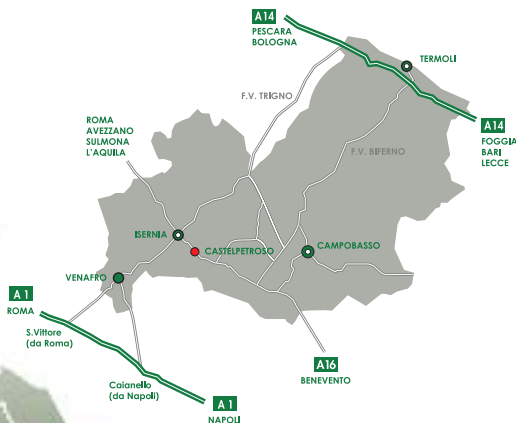 A14
PESCARA
BOLOGNA
TERMOLI
F.V. TRIGNO
ROMA
AVEZZANO
SULMONA
L'AQUILA
A14
FOGGIA
BARI
LECCE
F.V. BIFERNO
ISERNIA
CASTELPETROSO
CAMPOBASSO
VENAFRO
A1
ROMA
S.Vittore
(da Roma)
A16
BENEVENTO
Caianello
(da Napoli)
A1
NAPOLI